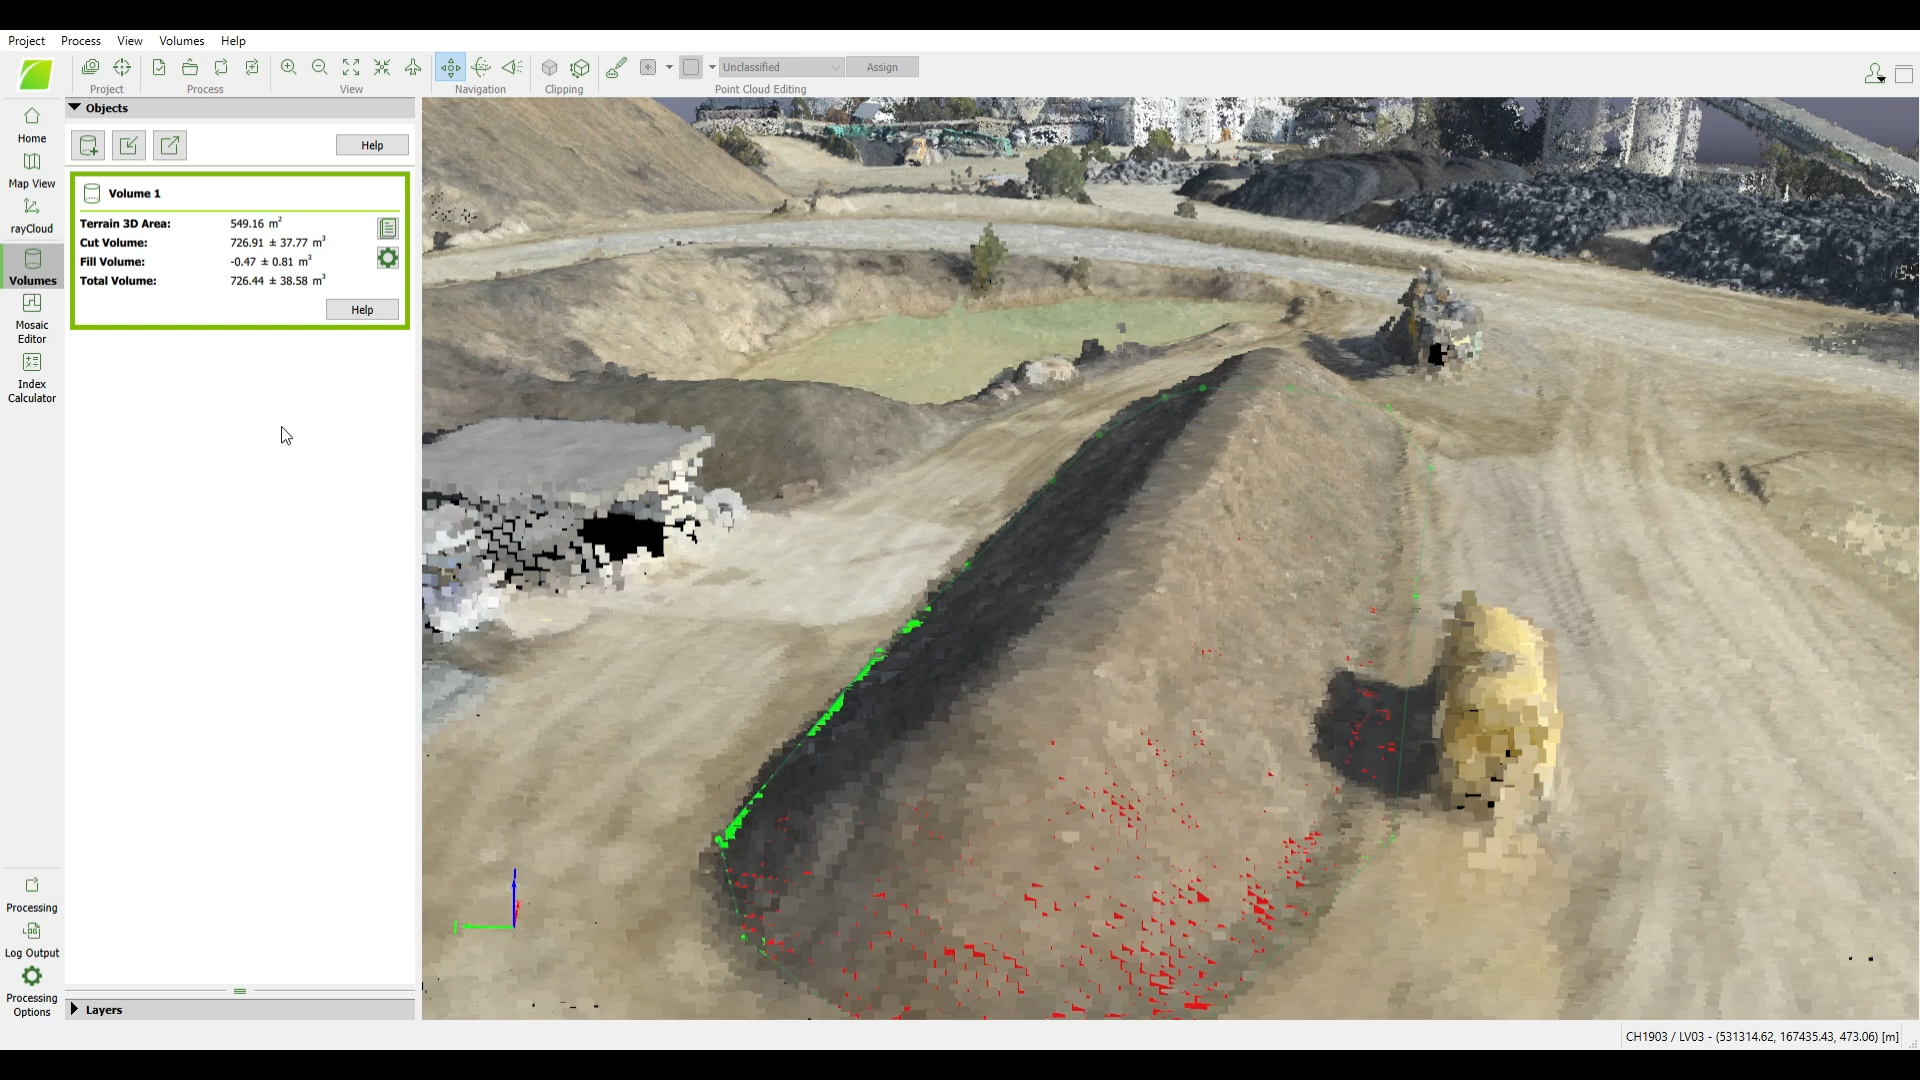 Project Process View Volumes Help
Unclassified Assign
Project Process View Navigation Clipping Point Cloud Editing
Objects
Home
Help
Map View
Volume 1
rayCloud
Terrain 3D Area: 549.16 m²
Cut Volume: 726.91 ± 37.77 m³
Fill Volume: -0.47 ± 0.81 m³
Volumes
Total Volume: 726.44 ± 38.58 m³
Help
Mosaic
Editor
Index
Calculator
Processing
LOG
Log Output
Processing
Options
Layers
CH1903 / LV03 - (531314.62, 167435.43, 473.06) [m]